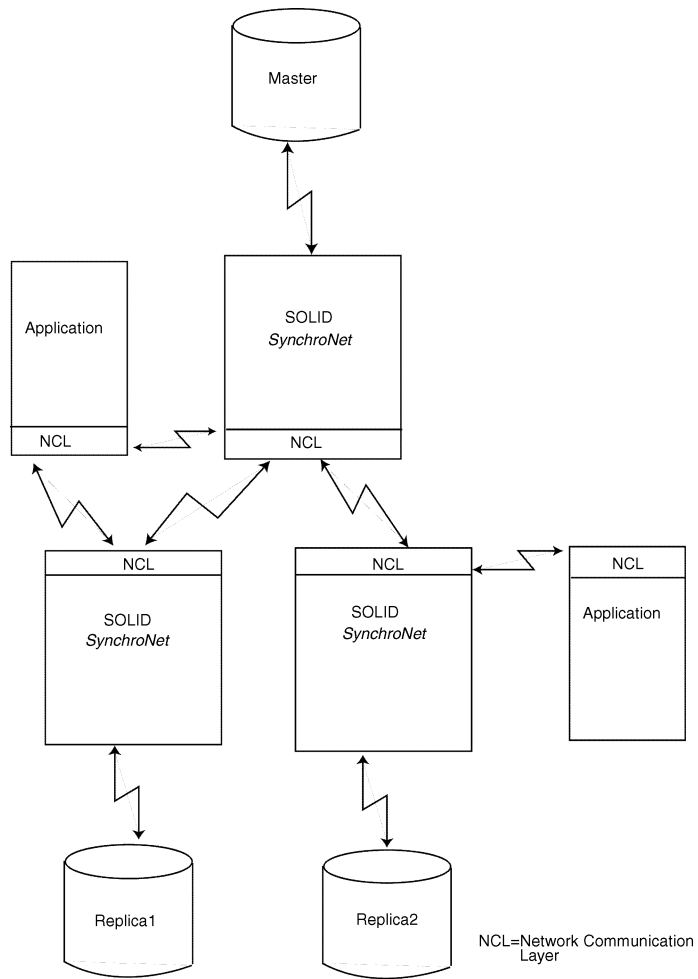 Master
SOLID
SynchroNet
NCL
Application
NCL
NCL
SOLID
SynchroNet
NCL
SOLID
SynchroNet
NCL
Application
Replica1
Replica2
NCL=Network Communication
Layer